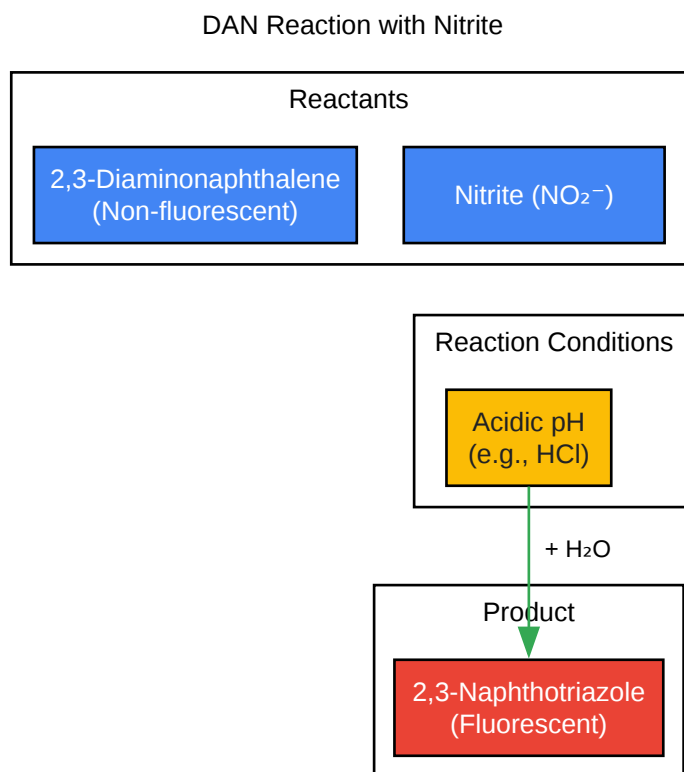 DAN Reaction with Nitrite
Reactants
2,3-Diaminonaphthalene
(Non-fluorescent)
Nitrite (NO₂⁻)
Reaction Conditions
Acidic pH
(e.g., HCl)
+ H₂O
Product
2,3-Naphthotriazole
(Fluorescent)